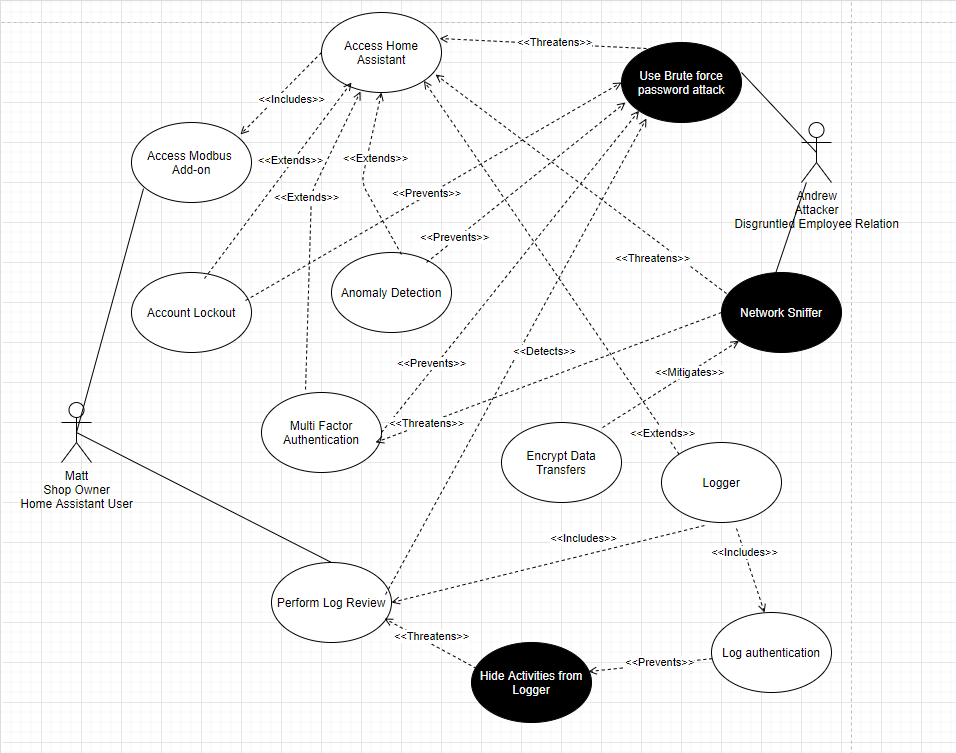 Access Home
Assistant
<<Threatens>>
Use Brute force
password attack
<<Includes>>
Access Modbus
Add-on
<<Extends>>
<<Extends>>
<<Extends>>
<<Prevents>>
Andrew
Attacker
Disgruntled Employee Relation
<<Prevents>>
<<Threatens>>
Anomaly Detection
Account Lockout
Network Sniffer
<<Detects>>
<<Prevents>>
<<Mitigates>>
<<Threatens>>
Multi Factor
Authentication
<<Extends>>
Encrypt Data
Transfers
Matt
Shop Owner
Home Assistant User
Logger
<<Includes>>
<<Includes>>
Perform Log Review
<<Threatens>>
Log authentication
<<Prevents>>
Hide Activities from
Logger